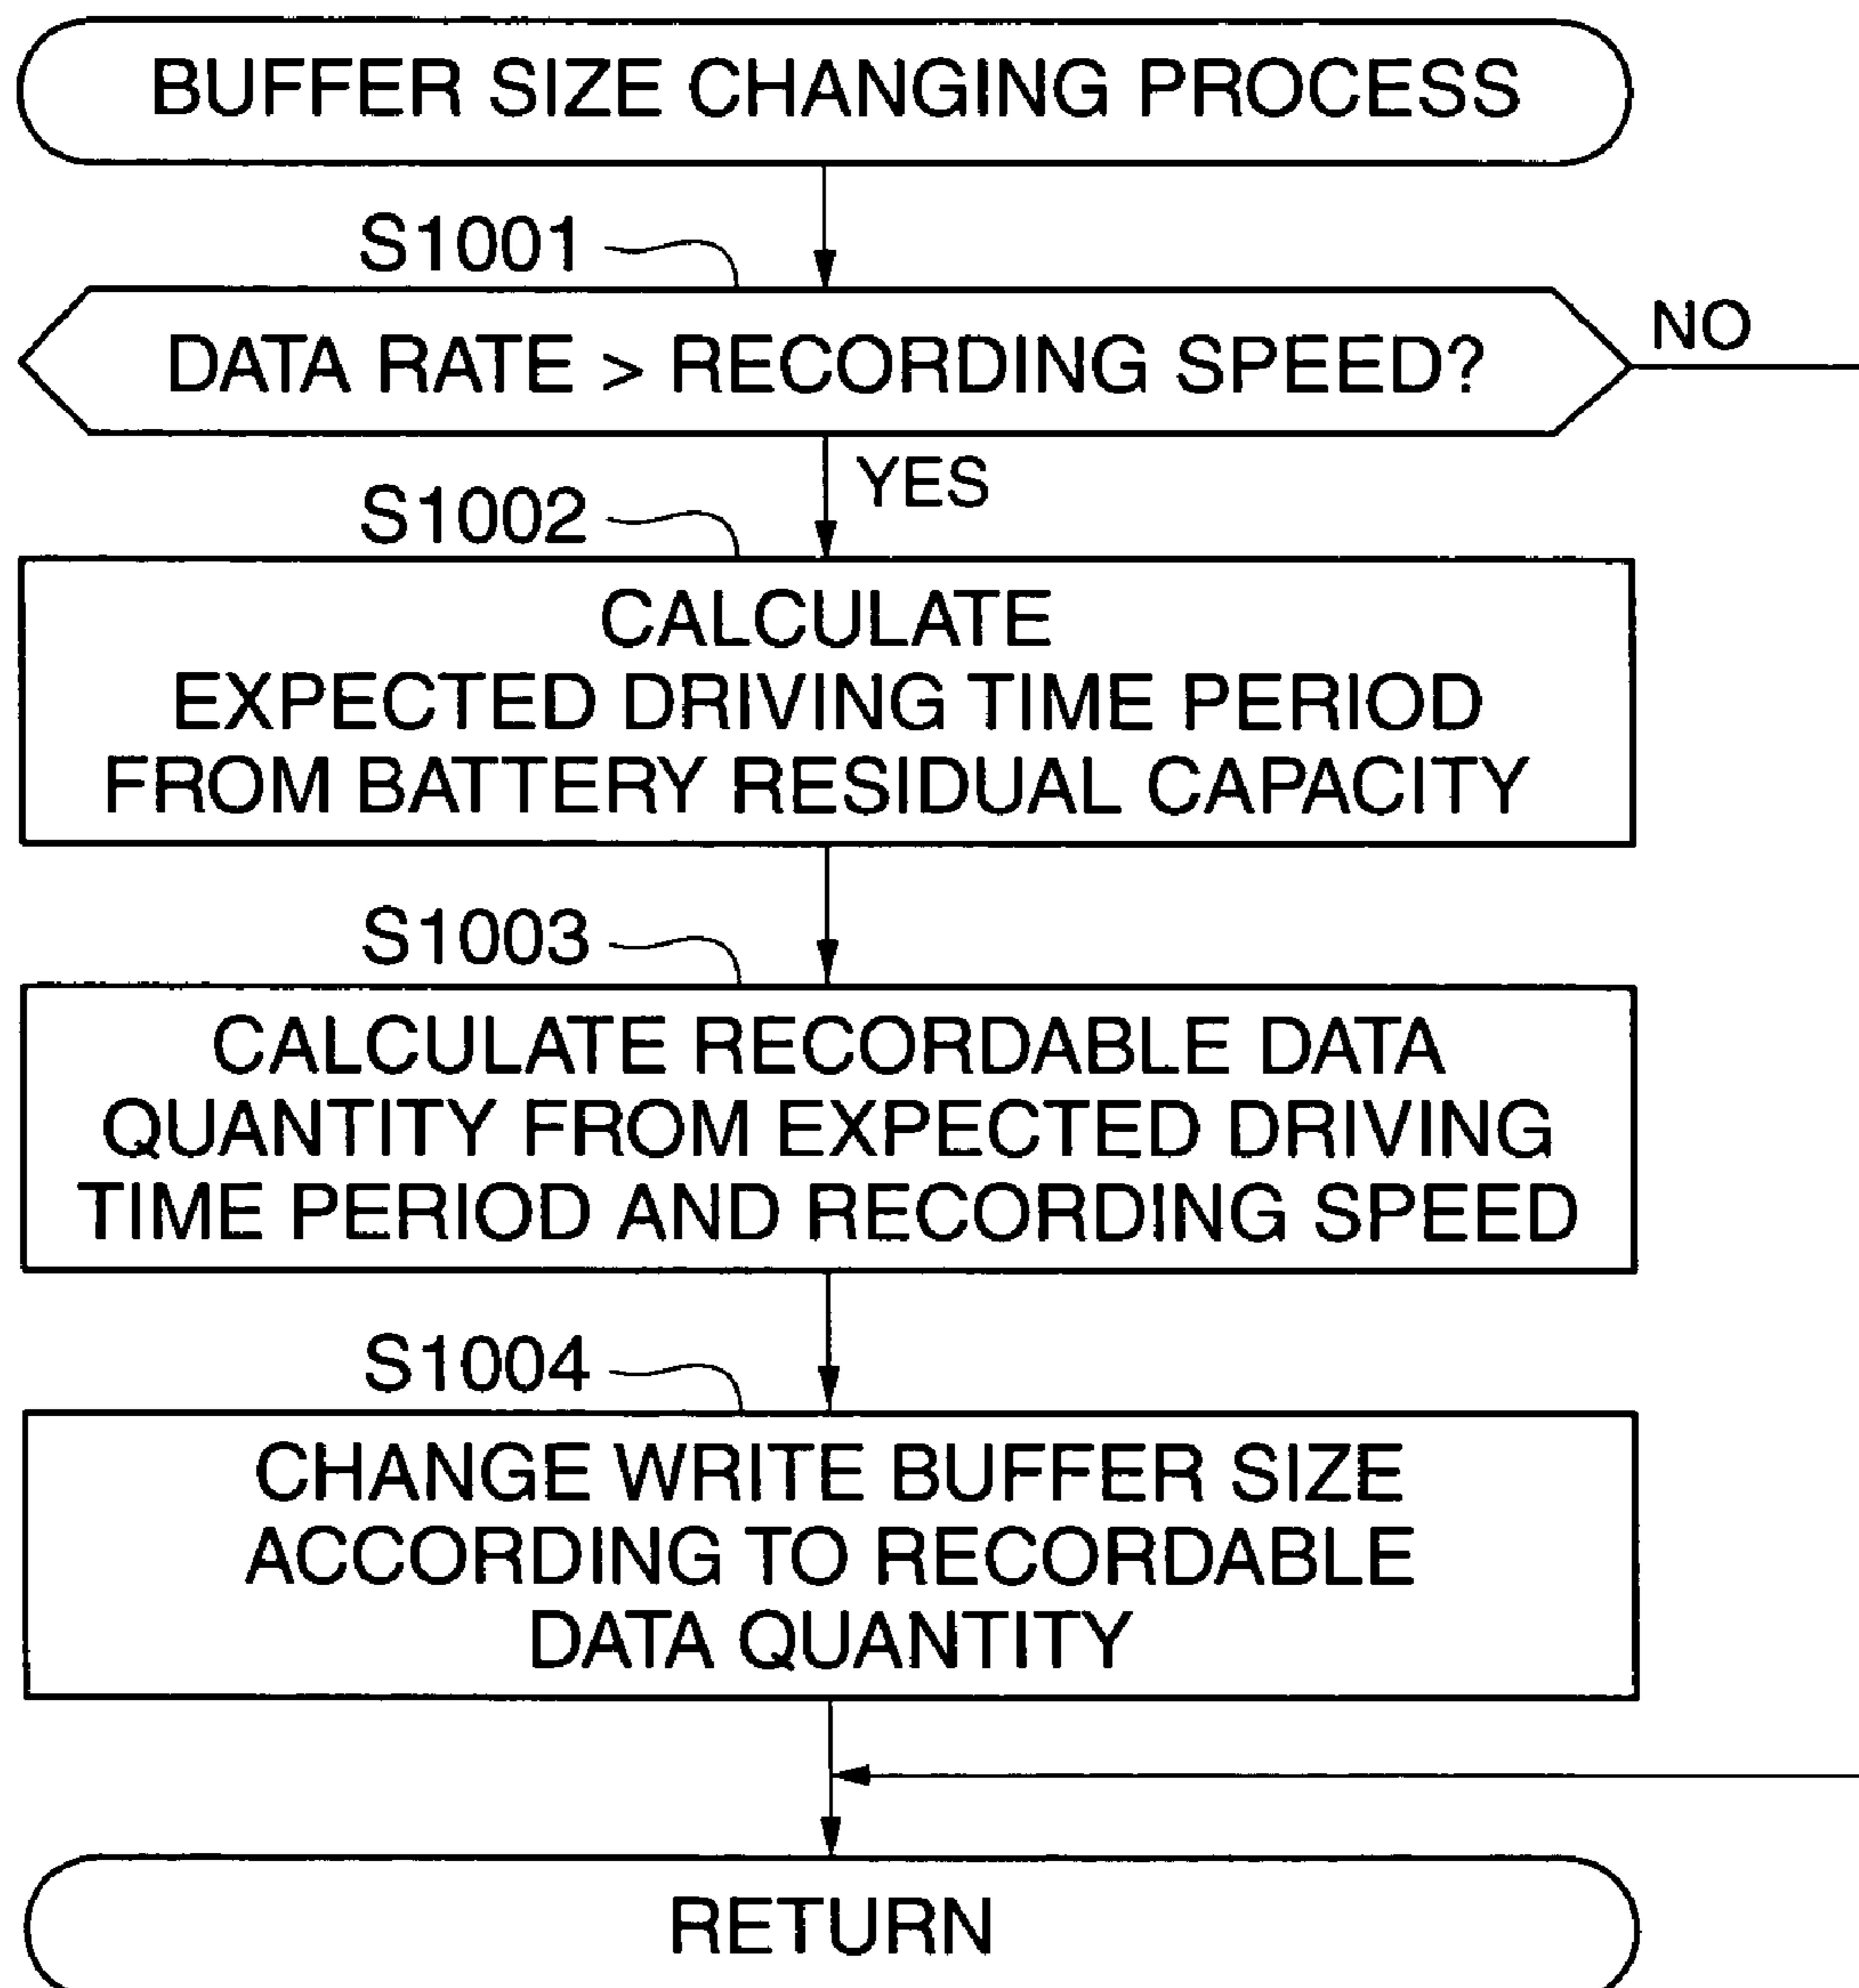 BUFFER SIZE CHANGING PROCESS
S1001
DATA RATE > RECORDING SPEED?
NO
YES
S1002
CALCULATE
EXPECTED DRIVING TIME PERIOD
FROM BATTERY RESIDUAL CAPACITY
S1003
CALCULATE RECORDABLE DATA
QUANTITY FROM EXPECTED DRIVING
TIME PERIOD AND RECORDING SPEED
S1004
CHANGE WRITE BUFFER SIZE
ACCORDING TO RECORDABLE
DATA QUANTITY
RETURN